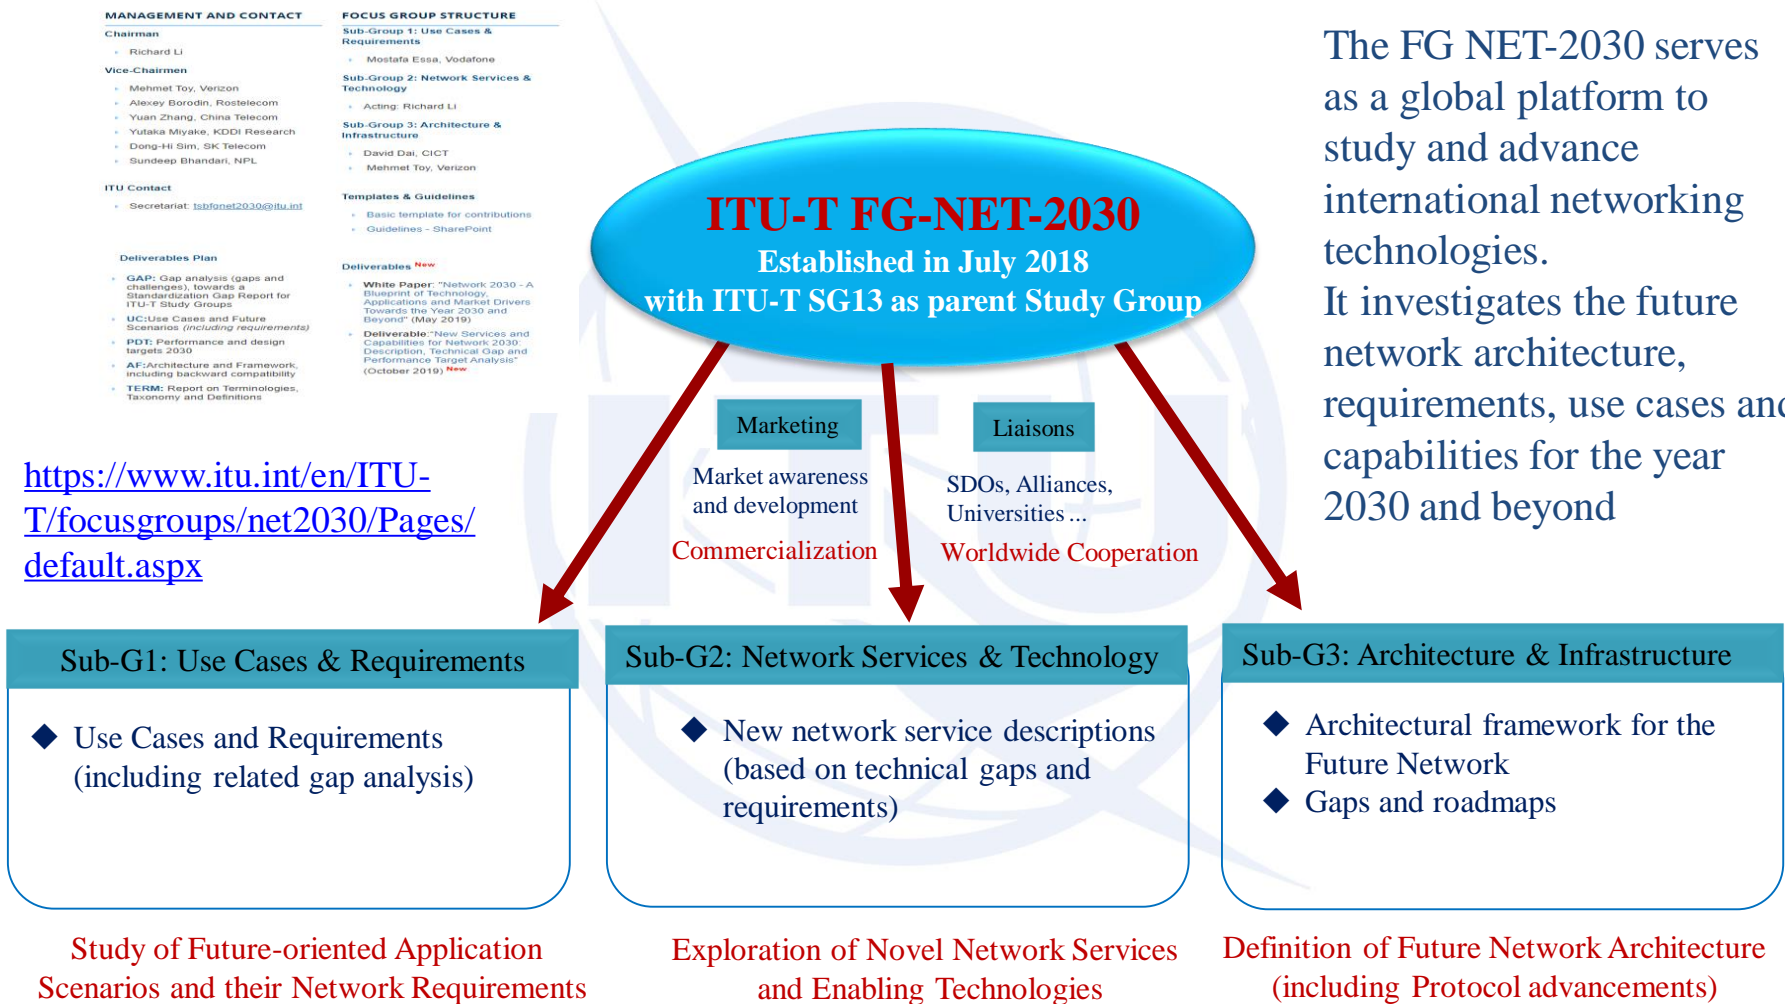 MANAGEMENT AND CONTACT
Chairman
Richard Li
Vice-Chairmen
Mehmet Toy, Verizon
Alexey Borodin, Rostelecom
Yuan Zhang, China Telecom
Yutaka Miyake, KDDI Research
Dong-Hi Sim, SK Telecom
Sundeep Bhandari, NPL
ITU Contact
Secretariat: tsbfgnet2030@itu.int
Deliverables Plan
GAP: Gap analysis (gaps and
challenges), towards a
Standardization Gap Report for
ITU-T Study Groups
UC:Use Cases and Future
Scenarios (including requirements)
PDT: Performance and design
targets 2030
AF:Architecture and Framework,
including backward compatibility
TERM: Report on Terminologies,
Taxonomy and Definitions
FOCUS GROUP STRUCTURE
Sub-Group 1: Use Cases &
Requirements
Mostafa Essa, Vodafone
Sub-Group 2: Network Services &
Technology
Acting: Richard Li
Sub-Group 3: Architecture &
Infrastructure
David Dai, CICT
Mehmet Toy, Verizon
Templates & Guidelines
Basic template for contributions
Guidelines - SharePoint
Deliverables New
White Paper: "Network 2030 - A
Blueprint of Technology,
Applications and Market Drivers
Towards the Year 2030 and
Beyond" (May 2019)
Deliverable:"New Services and
Capabilities for Network 2030:
Description, Technical Gap and
Performance Target Analysis"
(October 2019) New
https://www.itu.int/en/ITU-
T/focusgroups/net2030/Pages/
default.aspx
ITU-T FG-NET-2030
Established in July 2018
with ITU-T SG13 as parent Study Group
The FG NET-2030 serves
as a global platform to
study and advance
international networking
technologies.
It investigates the future
network architecture,
requirements, use cases and
capabilities for the year
2030 and beyond
Marketing
Market awareness
and development
Commercialization
Liaisons
SDOs, Alliances,
Universities ...
Worldwide Cooperation
ITU
Sub-G1: Use Cases & Requirements
◆ Use Cases and Requirements
(including related gap analysis)
Study of Future-oriented Application
Scenarios and their Network Requirements
Sub-G2: Network Services & Technology
◆ New network service descriptions
(based on technical gaps and
requirements)
Exploration of Novel Network Services
and Enabling Technologies
Sub-G3: Architecture & Infrastructure
◆ Architectural framework for the
Future Network
◆ Gaps and roadmaps
Definition of Future Network Architecture
(including Protocol advancements)